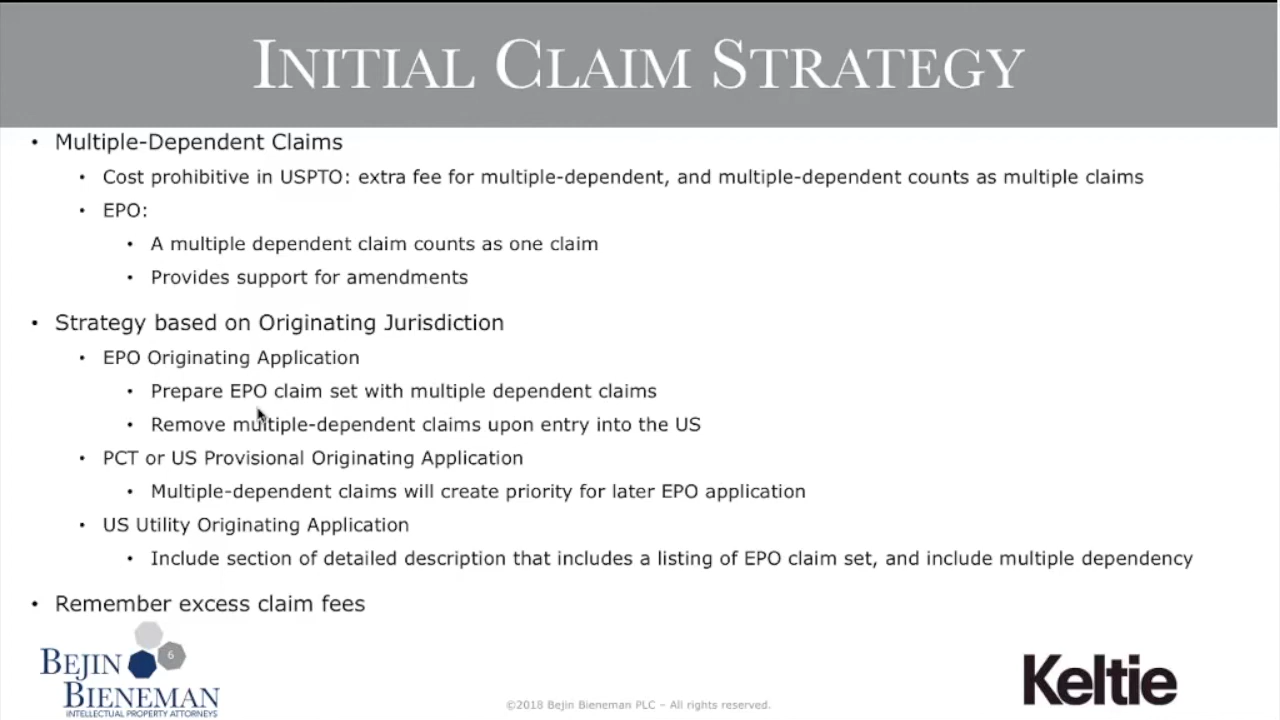 INITIAL CLAIM STRATEGY
• Multiple-Dependent Claims
• Cost prohibitive in USPTO: extra fee for multiple-dependent, and multiple-dependent counts as multiple claims
• EPO:
• A multiple dependent claim counts as one claim
• Provides support for amendments
• Strategy based on Originating Jurisdiction
• EPO Originating Application
• Prepare EPO claim set with multiple dependent claims
• Remove multiple-dependent claims upon entry into the US
• PCT or US Provisional Originating Application
• Multiple-dependent claims will create priority for later EPO application
• US Utility Originating Application
• Include section of detailed description that includes a listing of EPO claim set, and include multiple dependency
• Remember excess claim fees
6
BEJIN
BIENEMAN
INTELLECTUAL PROPERTY ATTORNEYS
©2018 Bejin Bieneman PLC – All rights reserved.
Keltie